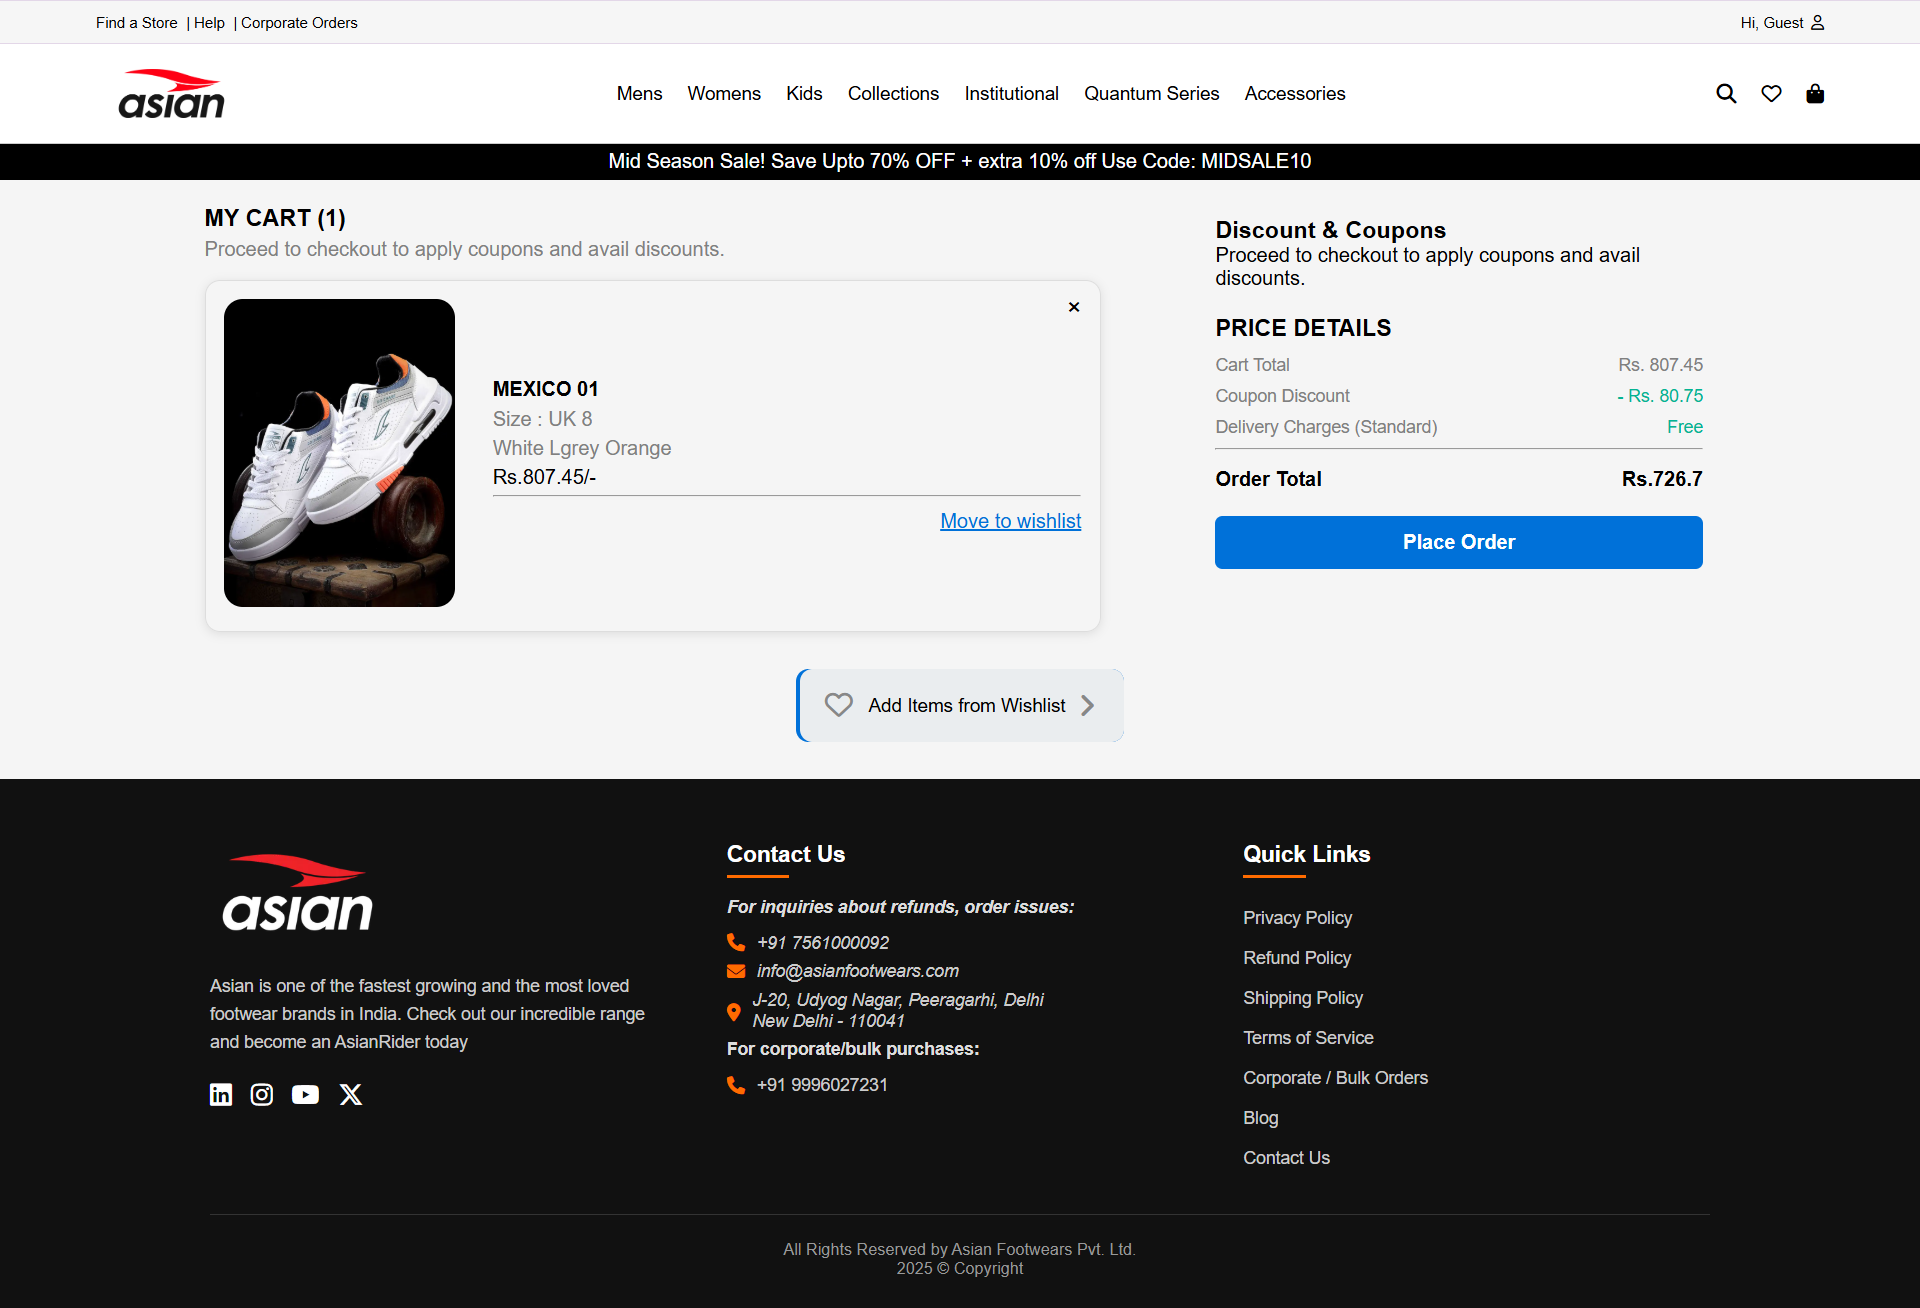 Find a Store | Help | Corporate Orders
Hi, Guest
asian
Mens Womens Kids Collections Institutional Quantum Series Accessories
Mid Season Sale! Save Upto 70% OFF + extra 10% off Use Code: MIDSALE10
MY CART (1)
Proceed to checkout to apply coupons and avail discounts.
MEXICO 01
Size : UK 8
White Lgrey Orange
Rs.807.45/-
Move to wishlist
Discount & Coupons
Proceed to checkout to apply coupons and avail
discounts.
PRICE DETAILS
Cart Total Rs. 807.45
Coupon Discount - Rs. 80.75
Delivery Charges (Standard) Free
Order Total Rs.726.7
Place Order
Add Items from Wishlist
asian
Asian is one of the fastest growing and the most loved
footwear brands in India. Check out our incredible range
and become an AsianRider today
Contact Us
For inquiries about refunds, order issues:
+91 7561000092
info@asianfootwears.com
J-20, Udyog Nagar, Peeragarhi, Delhi
New Delhi - 110041
For corporate/bulk purchases:
+91 9996027231
Quick Links
Privacy Policy
Refund Policy
Shipping Policy
Terms of Service
Corporate / Bulk Orders
Blog
Contact Us
All Rights Reserved by Asian Footwears Pvt. Ltd.
2025 © Copyright